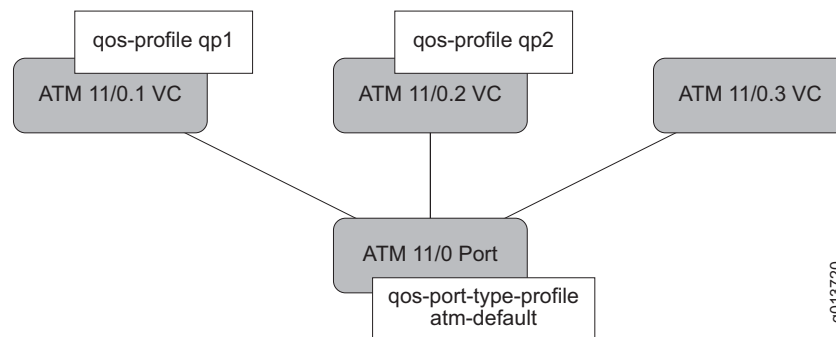 qos-profile qp1
qos-profile qp2
ATM 11/0.1 VC
ATM 11/0.2 VC
ATM 11/0.3 VC
ATM 11/0 Port
qos-port-type-profile
atm-default
g013720